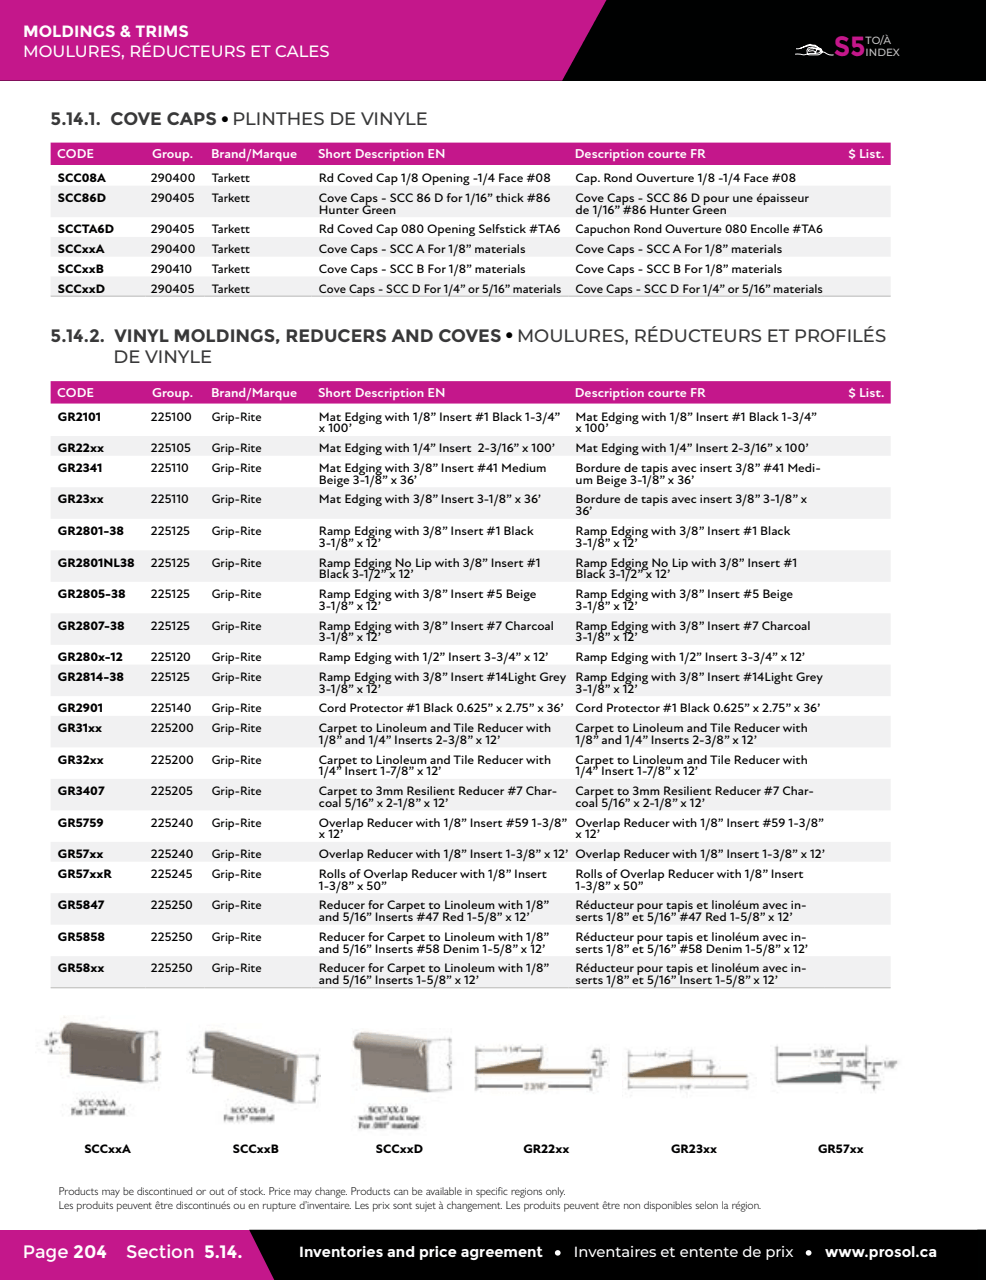 MOLDINGS & TRIMS
MOULURES, RÉDUCTEURS ET CALES
S5 TO/À INDEX
5.14.1. COVE CAPS • PLINTHES DE VINYLE
CODE Group. Brand/Marque Short Description EN Description courte FR $ List.
SCC08A 290400 Tarkett Rd Coved Cap 1/8 Opening -1/4 Face #08 Cap. Rond Ouverture 1/8 -1/4 Face #08
SCC86D 290405 Tarkett Cove Caps - SCC 86 D for 1/16” thick #86 Cove Caps - SCC 86 D pour une épaisseur
Hunter Green de 1/16” #86 Hunter Green
SCCTA6D 290405 Tarkett Rd Coved Cap 080 Opening Selfstick #TA6 Capuchon Rond Ouverture 080 Encolle #TA6
SCCxxA 290400 Tarkett Cove Caps - SCC A For 1/8” materials Cove Caps - SCC A For 1/8” materials
SCCxxB 290410 Tarkett Cove Caps - SCC B For 1/8” materials Cove Caps - SCC B For 1/8” materials
SCCxxD 290405 Tarkett Cove Caps - SCC D For 1/4” or 5/16” materials Cove Caps - SCC D For 1/4” or 5/16” materials
5.14.2. VINYL MOLDINGS, REDUCERS AND COVES • MOULURES, RÉDUCTEURS ET PROFILÉS
DE VINYLE
CODE Group. Brand/Marque Short Description EN Description courte FR $ List.
GR2101 225100 Grip-Rite Mat Edging with 1/8” Insert #1 Black 1-3/4” Mat Edging with 1/8” Insert #1 Black 1-3/4”
x 100’ x 100’
GR22xx 225105 Grip-Rite Mat Edging with 1/4” Insert 2-3/16” x 100’ Mat Edging with 1/4” Insert 2-3/16” x 100’
GR2341 225110 Grip-Rite Mat Edging with 3/8” Insert #41 Medium Bordure de tapis avec insert 3/8” #41 Medi-
Beige 3-1/8” x 36’ um Beige 3-1/8” x 36’
GR23xx 225110 Grip-Rite Mat Edging with 3/8” Insert 3-1/8” x 36’ Bordure de tapis avec insert 3/8” 3-1/8” x
36’
GR2801-38 225125 Grip-Rite Ramp Edging with 3/8” Insert #1 Black Ramp Edging with 3/8” Insert #1 Black
3-1/8” x 12’ 3-1/8” x 12’
GR2801NL38 225125 Grip-Rite Ramp Edging No Lip with 3/8” Insert #1 Ramp Edging No Lip with 3/8” Insert #1
Black 3-1/2” x 12’ Black 3-1/2” x 12’
GR2805-38 225125 Grip-Rite Ramp Edging with 3/8” Insert #5 Beige Ramp Edging with 3/8” Insert #5 Beige
3-1/8” x 12’ 3-1/8” x 12’
GR2807-38 225125 Grip-Rite Ramp Edging with 3/8” Insert #7 Charcoal Ramp Edging with 3/8” Insert #7 Charcoal
3-1/8” x 12’ 3-1/8” x 12’
GR280x-12 225120 Grip-Rite Ramp Edging with 1/2” Insert 3-3/4” x 12’ Ramp Edging with 1/2” Insert 3-3/4” x 12’
GR2814-38 225125 Grip-Rite Ramp Edging with 3/8” Insert #14Light Grey Ramp Edging with 3/8” Insert #14Light Grey
3-1/8” x 12’ 3-1/8” x 12’
GR2901 225140 Grip-Rite Cord Protector #1 Black 0.625” x 2.75” x 36’ Cord Protector #1 Black 0.625” x 2.75” x 36’
GR31xx 225200 Grip-Rite Carpet to Linoleum and Tile Reducer with Carpet to Linoleum and Tile Reducer with
1/8” and 1/4” Inserts 2-3/8” x 12’ 1/8” and 1/4” Inserts 2-3/8” x 12’
GR32xx 225200 Grip-Rite Carpet to Linoleum and Tile Reducer with Carpet to Linoleum and Tile Reducer with
1/4” Insert 1-7/8” x 12’ 1/4” Insert 1-7/8” x 12’
GR3407 225205 Grip-Rite Carpet to 3mm Resilient Reducer #7 Char- Carpet to 3mm Resilient Reducer #7 Char-
coal 5/16” x 2-1/8” x 12’ coal 5/16” x 2-1/8” x 12’
GR5759 225240 Grip-Rite Overlap Reducer with 1/8” Insert #59 1-3/8” Overlap Reducer with 1/8” Insert #59 1-3/8”
x 12’ x 12’
GR57xx 225240 Grip-Rite Overlap Reducer with 1/8” Insert 1-3/8” x 12’ Overlap Reducer with 1/8” Insert 1-3/8” x 12’
GR57xxR 225245 Grip-Rite Rolls of Overlap Reducer with 1/8” Insert Rolls of Overlap Reducer with 1/8” Insert
1-3/8” x 50” 1-3/8” x 50”
GR5847 225250 Grip-Rite Reducer for Carpet to Linoleum with 1/8” Réducteur pour tapis et linoléum avec in-
and 5/16” Inserts #47 Red 1-5/8” x 12’ serts 1/8” et 5/16” #47 Red 1-5/8” x 12’
GR5858 225250 Grip-Rite Reducer for Carpet to Linoleum with 1/8” Réducteur pour tapis et linoléum avec in-
and 5/16” Inserts #58 Denim 1-5/8” x 12’ serts 1/8” et 5/16” #58 Denim 1-5/8” x 12’
GR58xx 225250 Grip-Rite Reducer for Carpet to Linoleum with 1/8” Réducteur pour tapis et linoléum avec in-
and 5/16” Inserts 1-5/8” x 12’ serts 1/8” et 5/16” Insert 1-5/8” x 12’
1 3/8"
3/8"
1/8"
2 3/16"
SCC-XX-A
For 1/8" material
SCC-XX-B
For 1/8" material
SCC-XX-D
with self stick tape
For .080" material
SCCxxA SCCxxB SCCxxD GR22xx GR23xx GR57xx
Products may be discontinued or out of stock. Price may change. Products can be available in specific regions only.
Les produits peuvent être discontinués ou en rupture d’inventaire. Les prix sont sujet à changement. Les produits peuvent être non disponibles selon la région.
Page 204 Section 5.14. Inventories and price agreement • Inventaires et entente de prix • www.prosol.ca